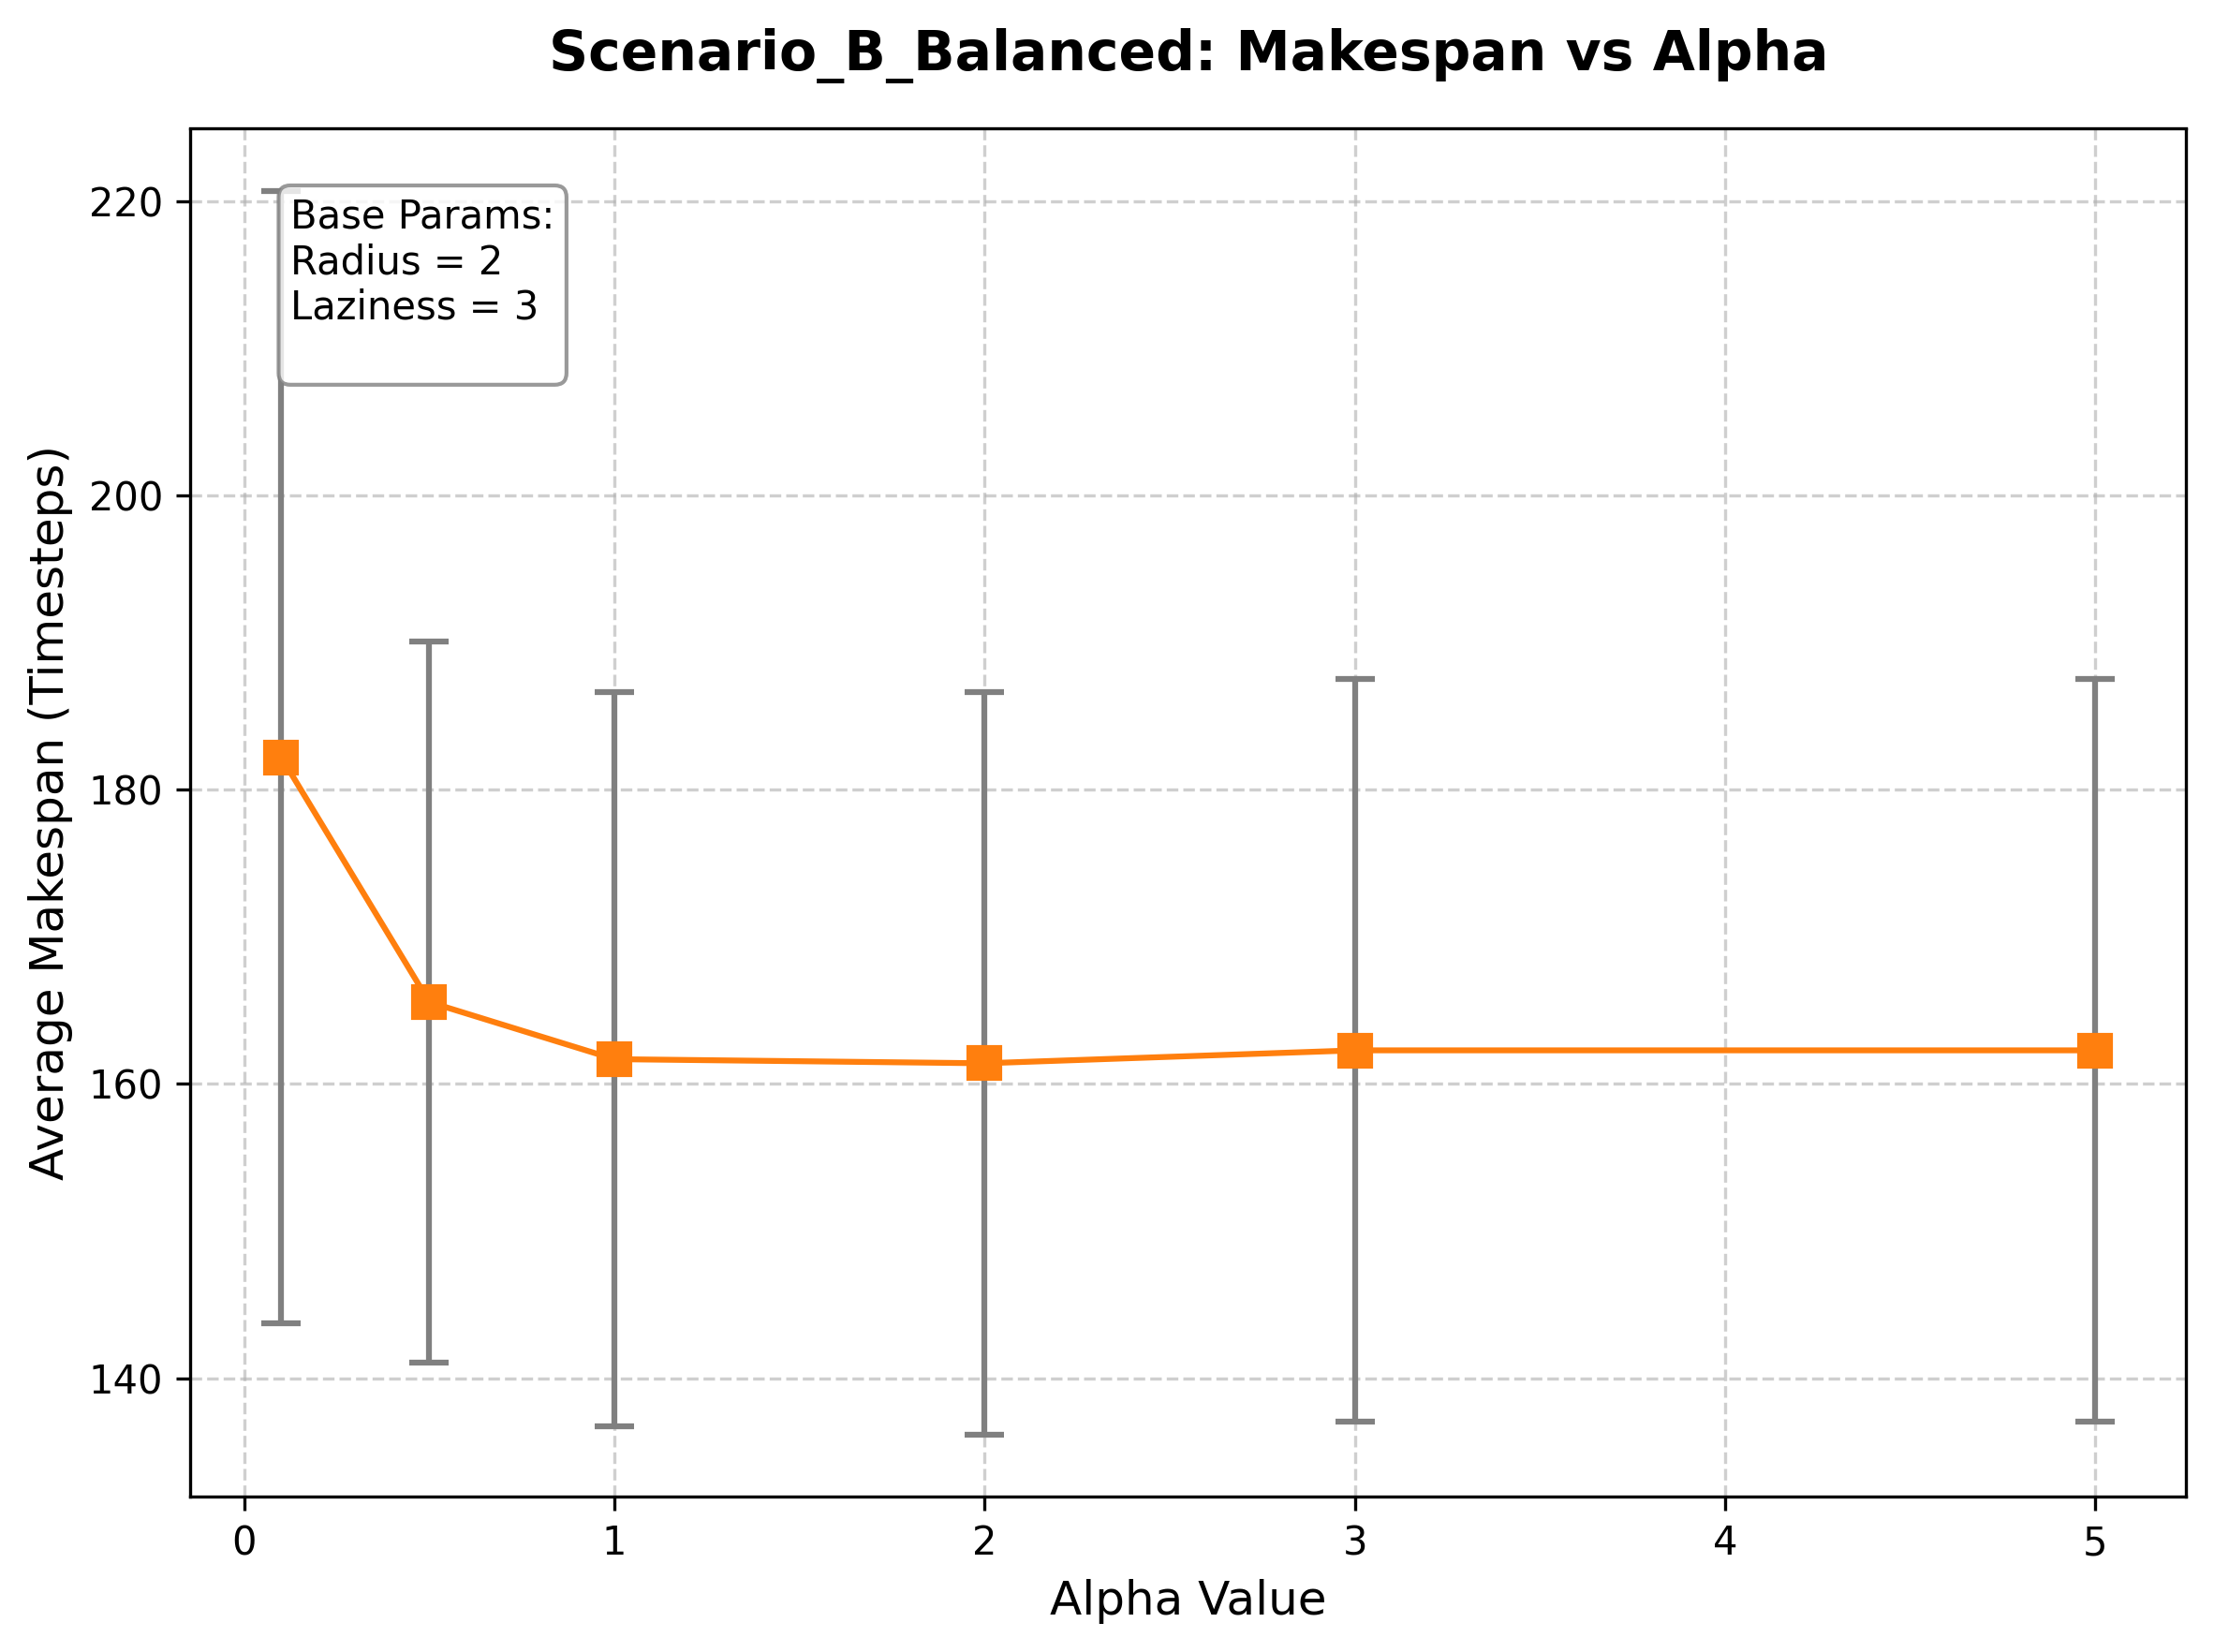 Scenario_B_Balanced: Makespan vs Alpha
220
200
180
160
140
Average Makespan (Timesteps)
Base Params:
Radius = 2
Laziness = 3
0 1 2 3 4 5
Alpha Value